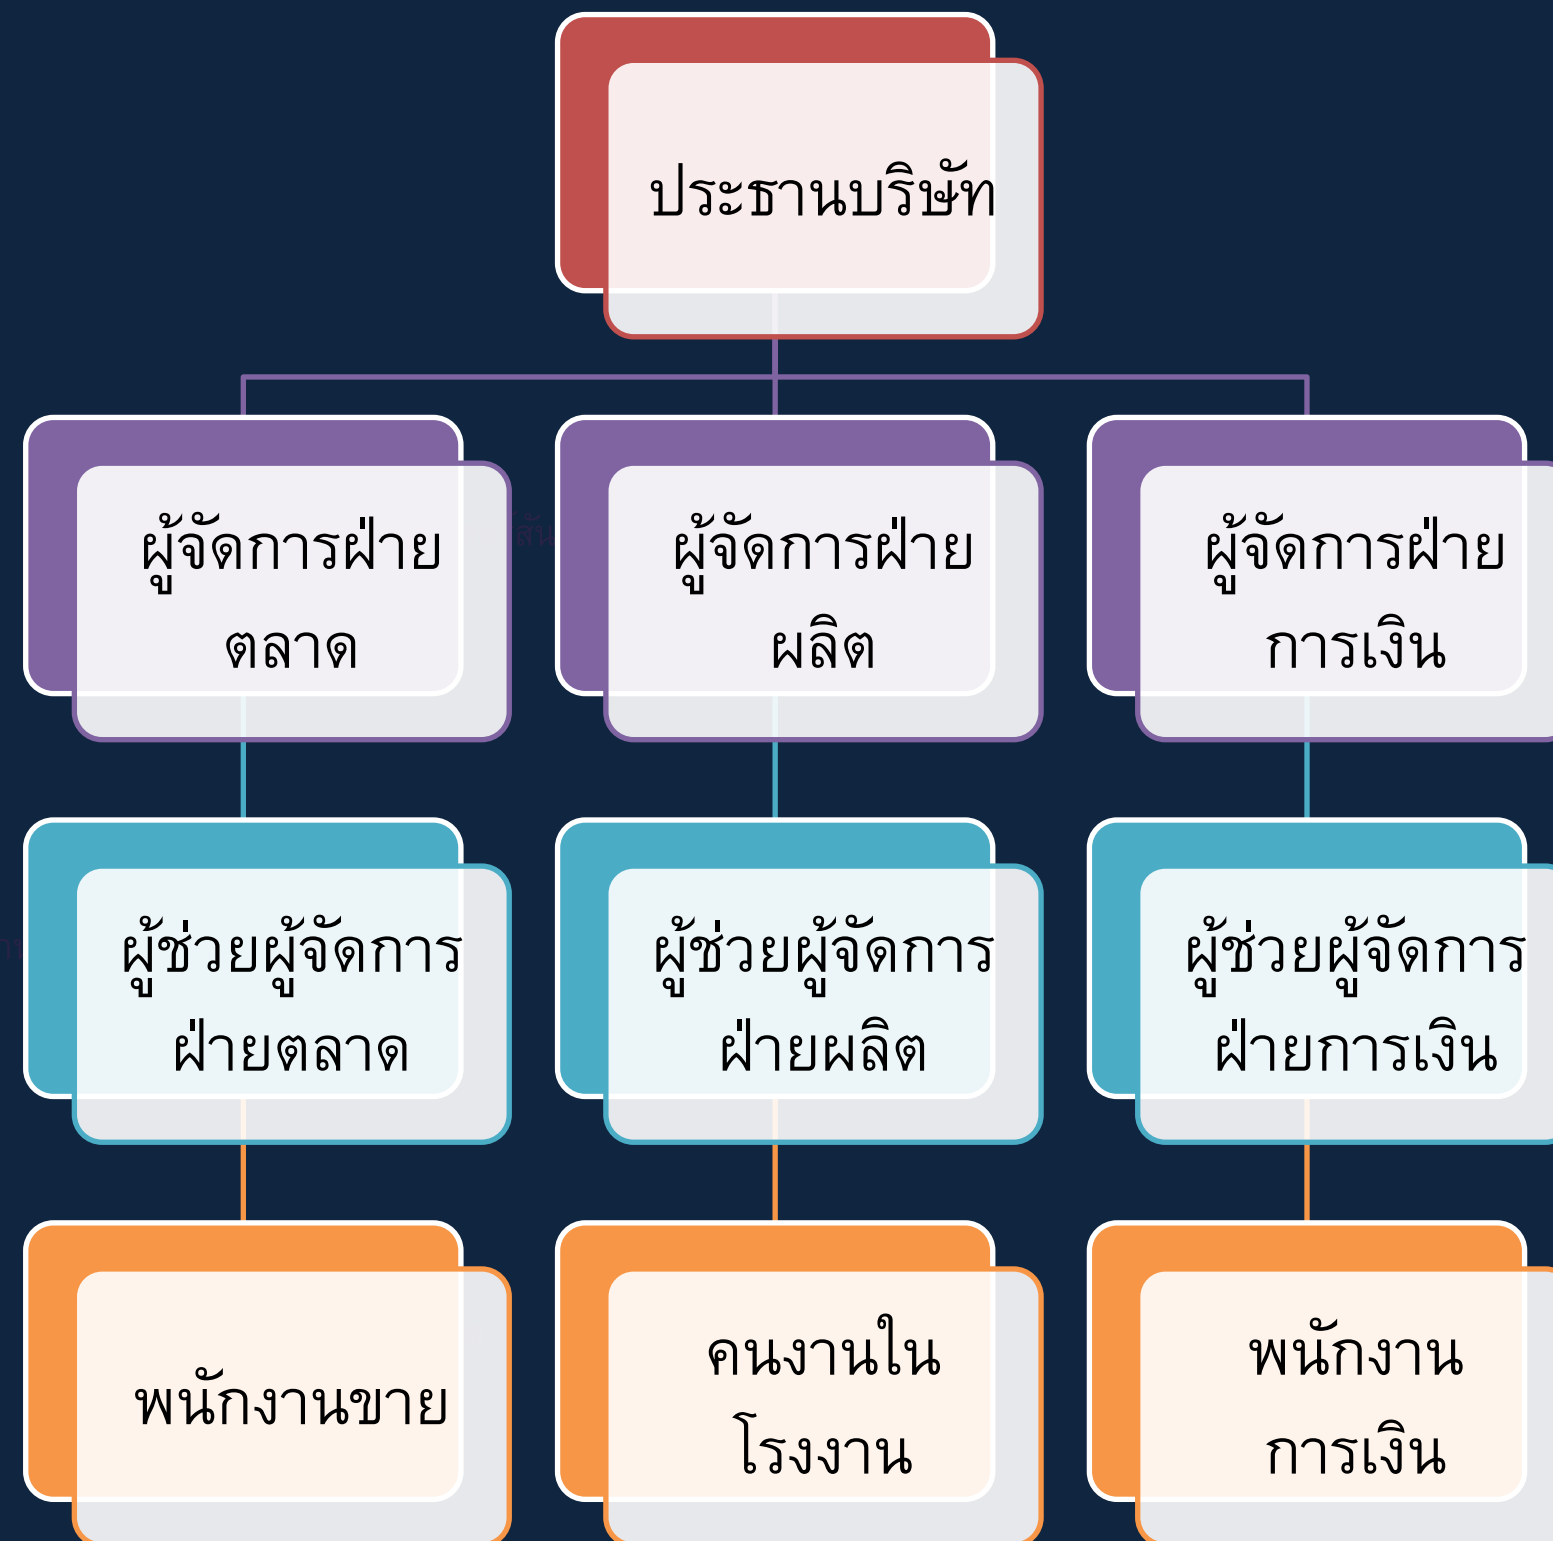 ประธานบริษัท
ผู้จัดการฝ่าย
ตลาด
ผู้จัดการฝ่าย
ผลิต
ผู้จัดการฝ่าย
การเงิน
ผู้ช่วยผู้จัดการ
ฝ่ายตลาด
ผู้ช่วยผู้จัดการ
ฝ่ายผลิต
ผู้ช่วยผู้จัดการ
ฝ่ายการเงิน
พนักงานขาย
คนงานใน
โรงงาน
พนักงาน
การเงิน